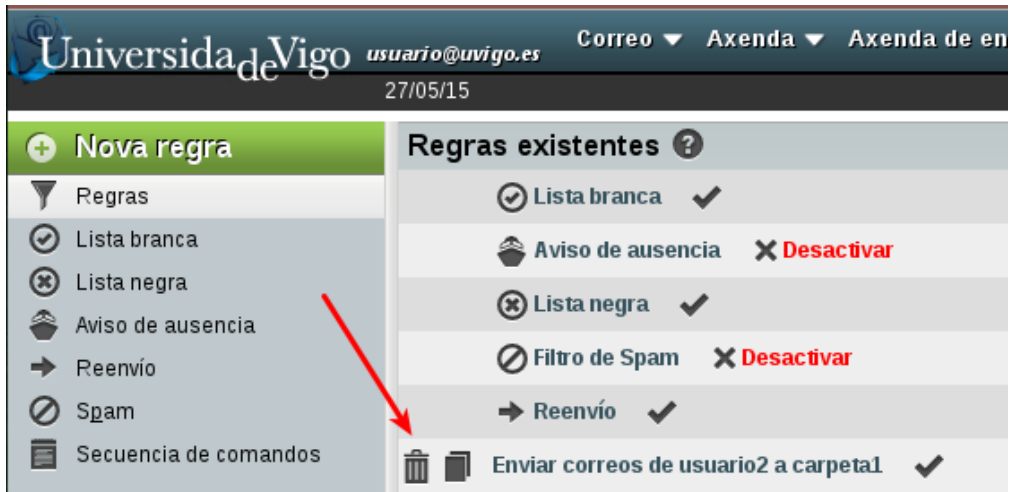 Universidade Vigo usuario@uvigo.es Correo Axenda Axenda de en
27/05/15
Nova regra
Regras
Lista branca
Lista negra
Aviso de ausencia
Reenvío
Spam
Secuencia de comandos
Regras existentes ?
Lista branca
Aviso de ausencia Desactivar
Lista negra
Filtro de Spam Desactivar
Reenvío
Enviar correos de usuario2 a carpeta1